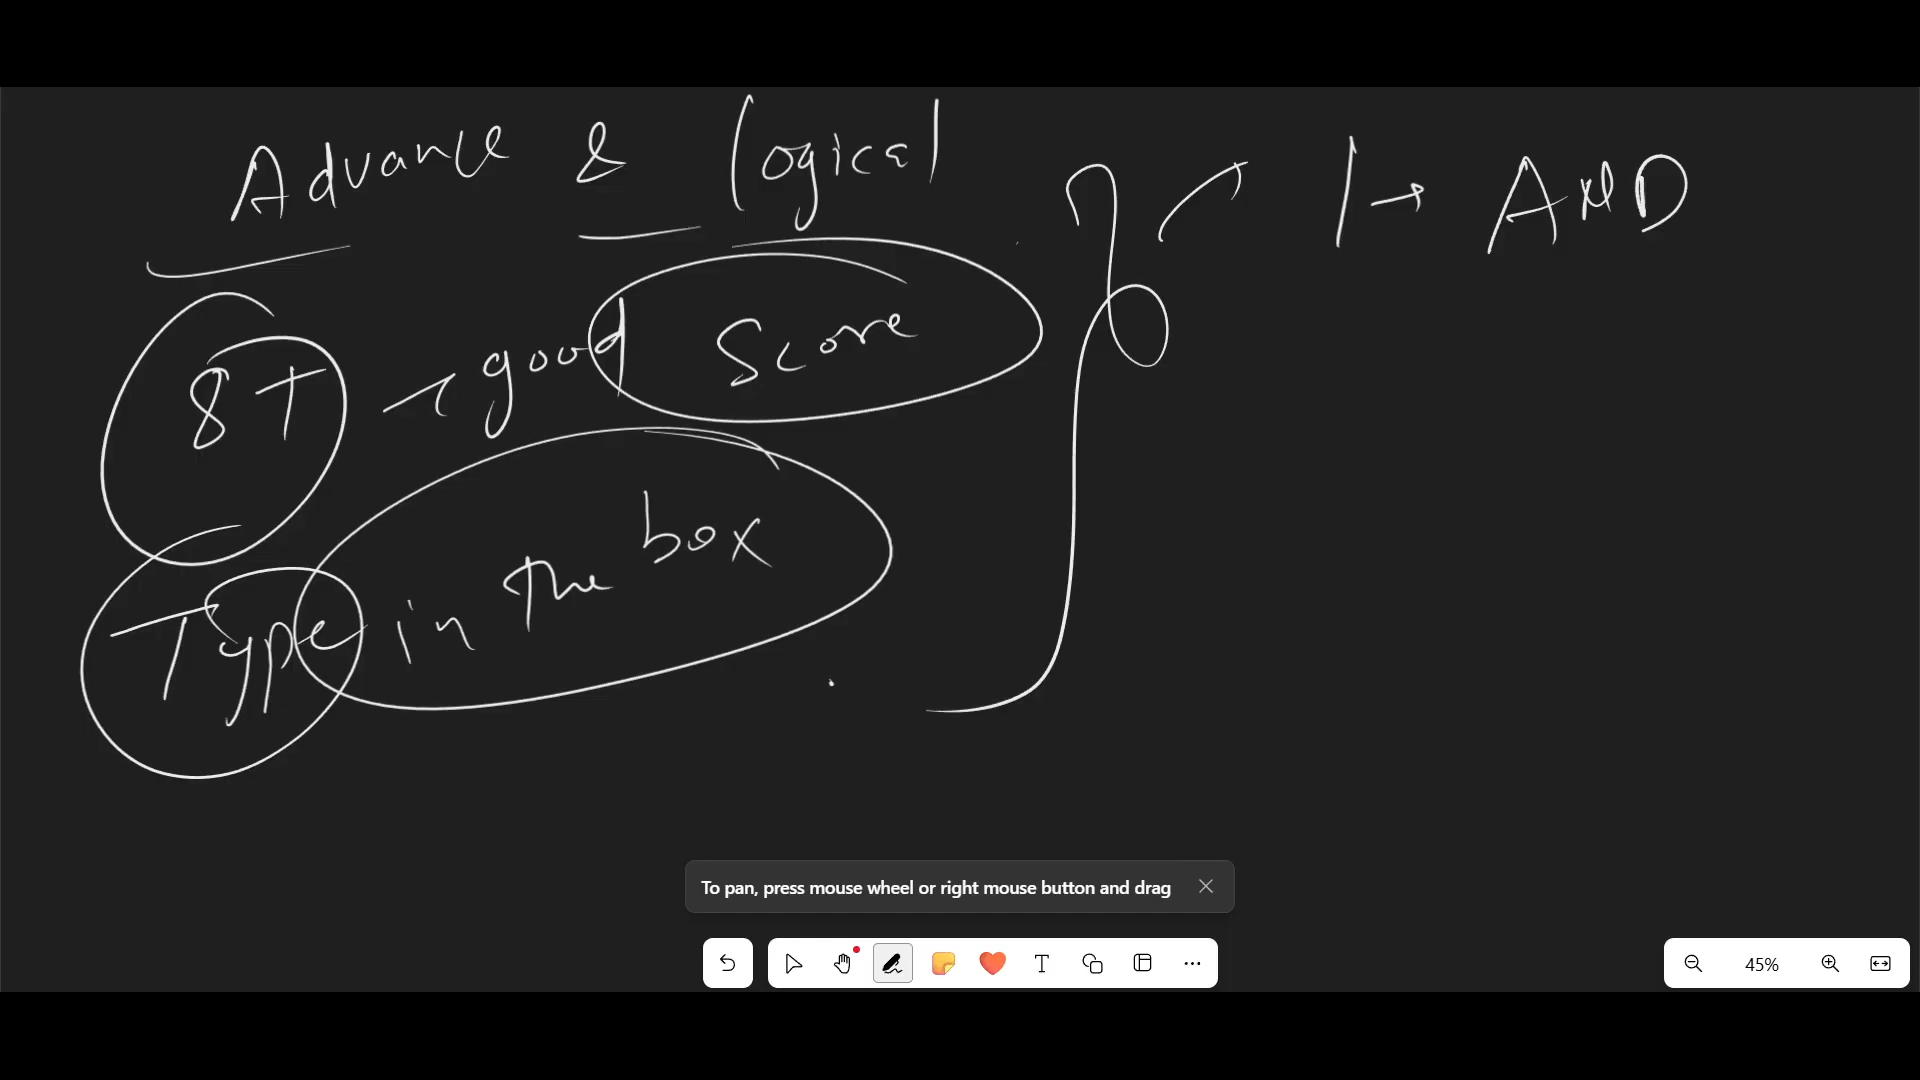 Advance & logical
1 → AND
8T → good Score
Type in the box
To pan, press mouse wheel or right mouse button and drag
45%